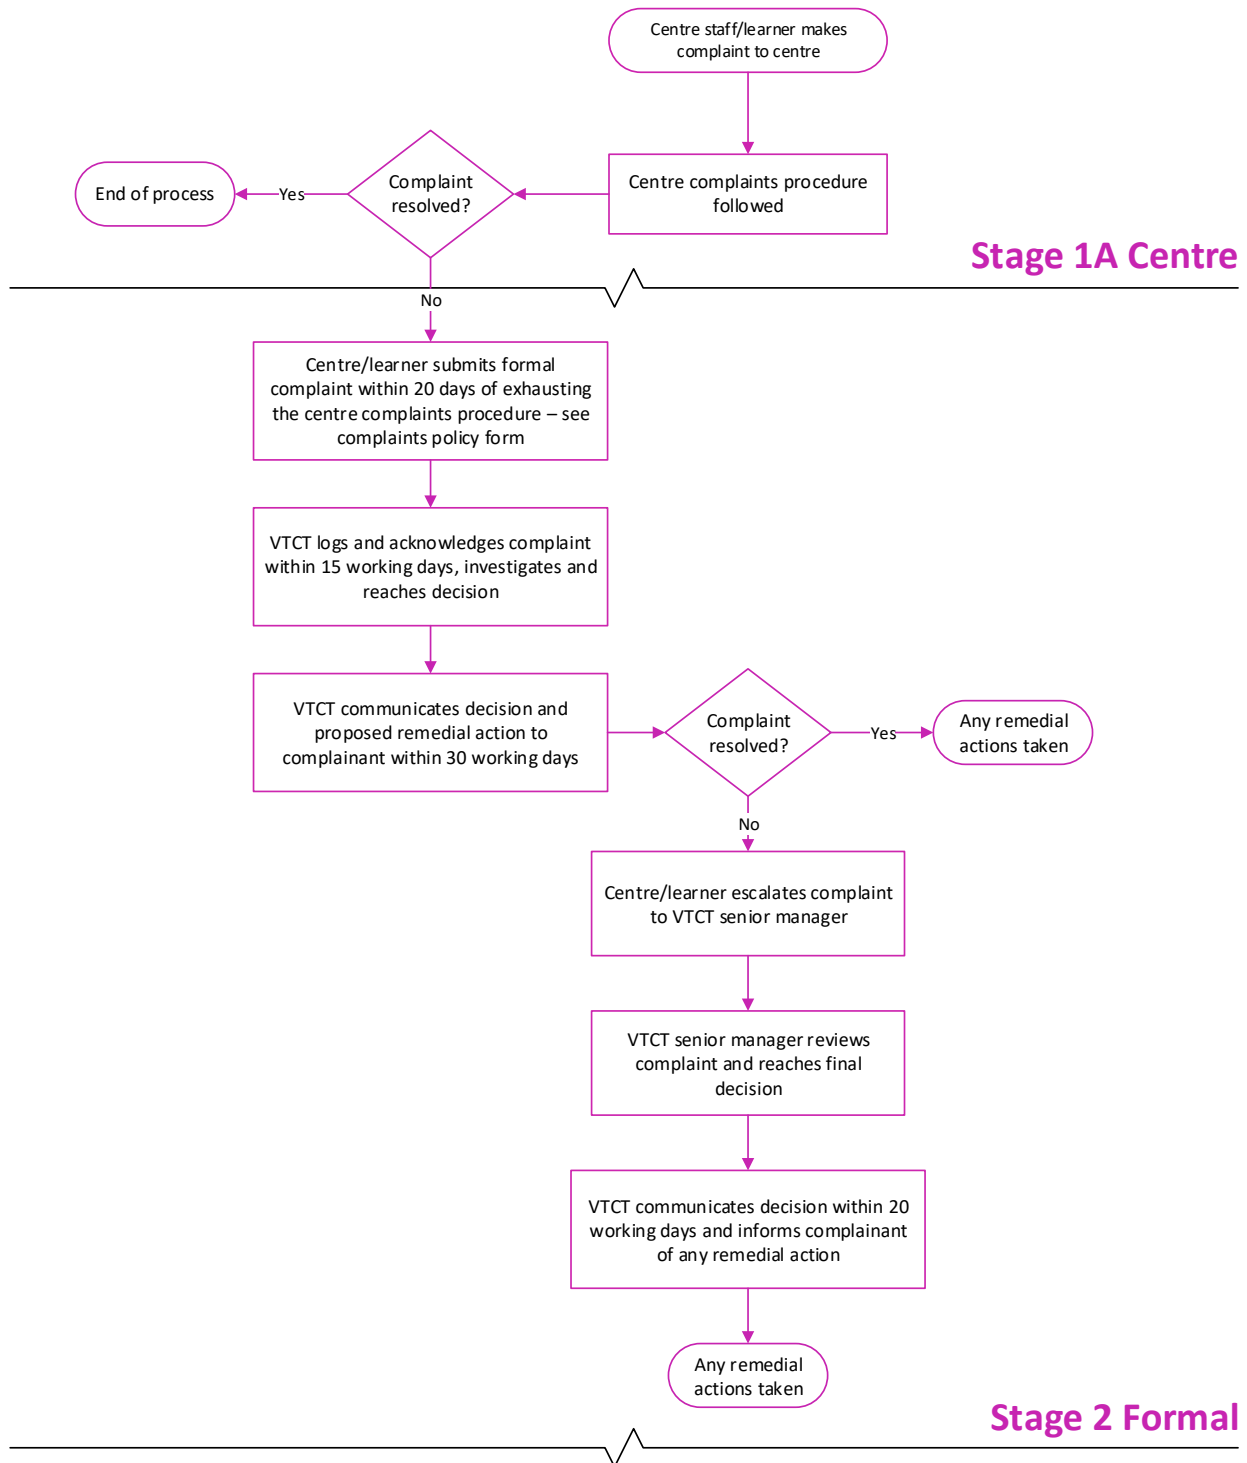 Centre staff/learner makes
complaint to centre
Centre complaints procedure
followed
Complaint
resolved?
Yes
End of process
Stage 1A Centre
No
Centre/learner submits formal
complaint within 20 days of exhausting
the centre complaints procedure – see
complaints policy form
VTCT logs and acknowledges complaint
within 15 working days, investigates and
reaches decision
VTCT communicates decision and
proposed remedial action to
complainant within 30 working days
Complaint
resolved?
Yes
Any remedial
actions taken
No
Centre/learner escalates complaint
to VTCT senior manager
VTCT senior manager reviews
complaint and reaches final
decision
VTCT communicates decision within 20
working days and informs complainant
of any remedial action
Any remedial
actions taken
Stage 2 Formal